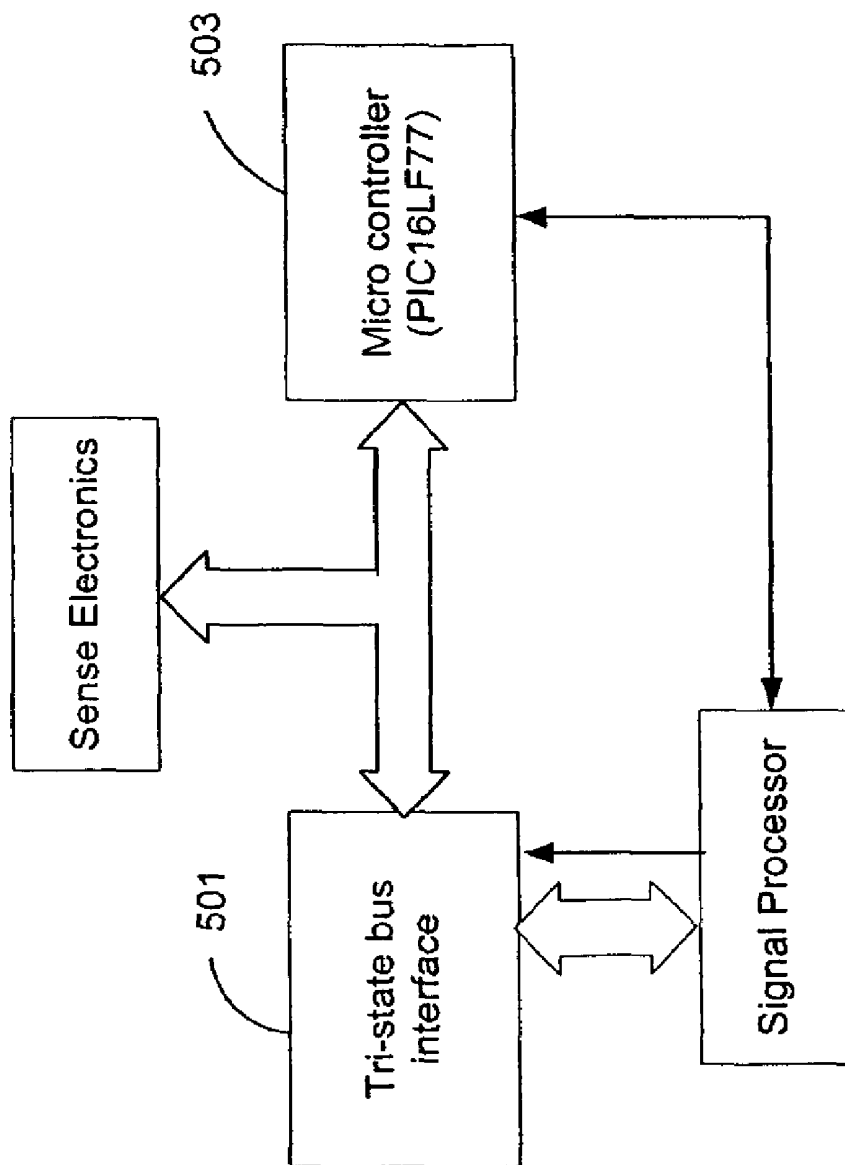 Sense Electronics
501
Tri-state bus
interface
503
Micro controller
(PIC16LF77)
Signal Processor